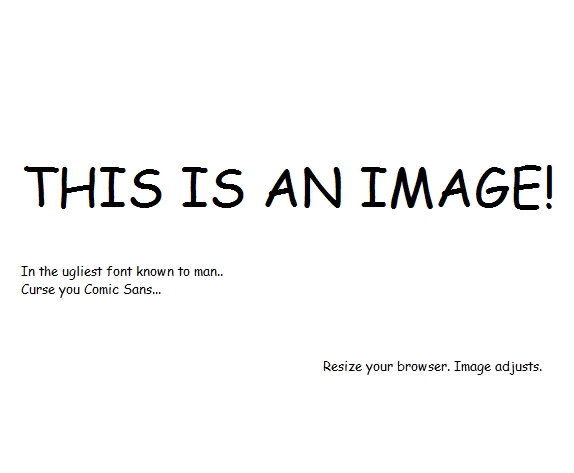 THIS IS AN IMAGE!
In the ugliest font known to man..
Curse you Comic Sans...
Resize your browser. Image adjusts.